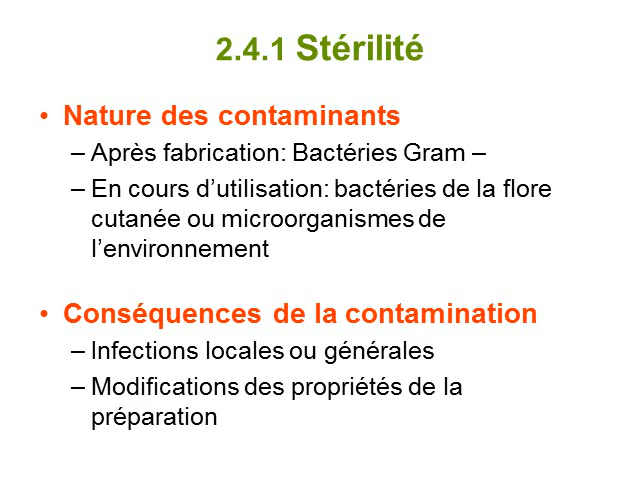 2.4.1 Stérilité
• Nature des contaminants
– Après fabrication: Bactéries Gram –
– En cours d’utilisation: bactéries de la flore
cutanée ou microorganismes de
l’environnement
• Conséquences de la contamination
– Infections locales ou générales
– Modifications des propriétés de la
préparation